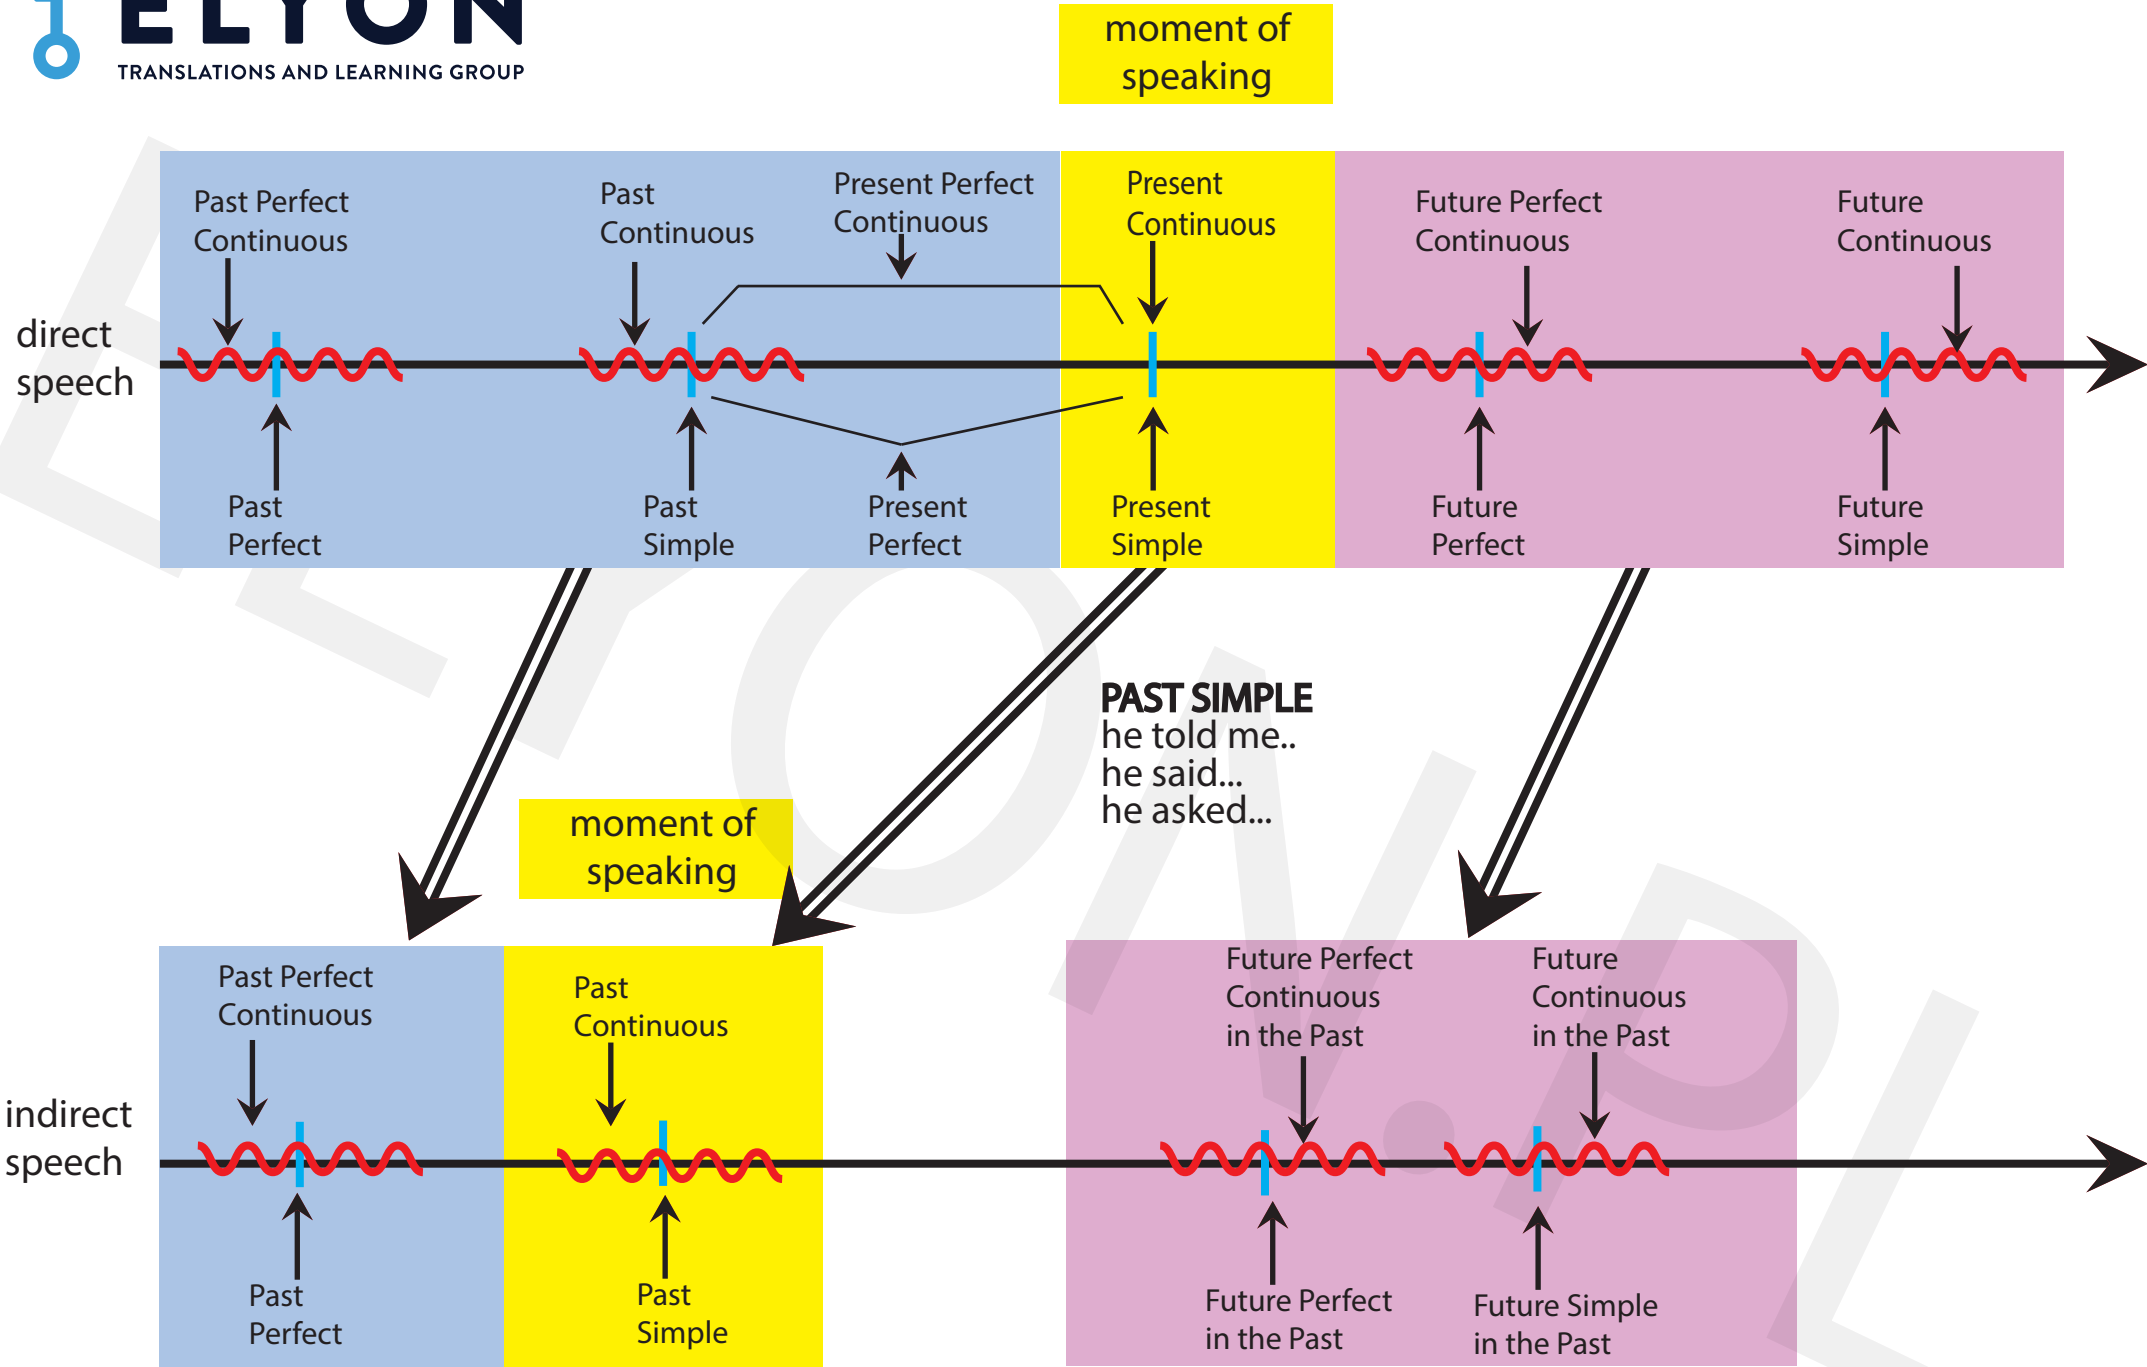 ELYON
TRANSLATIONS AND LEARNING GROUP
moment of
speaking
Past Perfect
Continuous
Past
Continuous
Present Perfect
Continuous
Present
Continuous
Future Perfect
Continuous
Future
Continuous
direct
speech
Past
Perfect
Past
Simple
Present
Perfect
Present
Simple
Future
Perfect
Future
Simple
PAST SIMPLE
he told me..
he said...
he asked...
moment of
speaking
Past Perfect
Continuous
Past
Continuous
Future Perfect
Continuous
in the Past
Future
Continuous
in the Past
indirect
speech
Past
Perfect
Past
Simple
Future Perfect
in the Past
Future Simple
in the Past
ELYON.PL